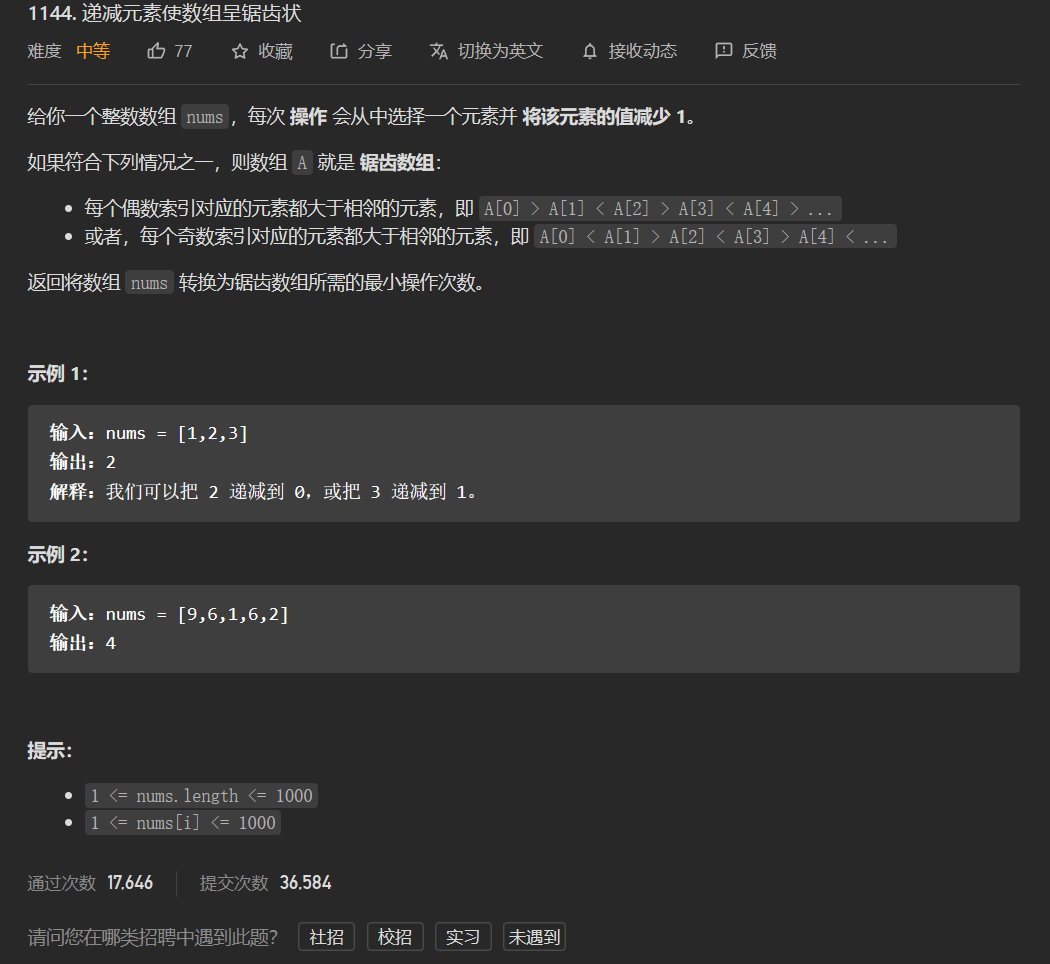 1144. 递减元素使数组呈锯齿状
难度 中等 77 收藏 分享 切换为英文 接收动态 反馈
给你一个整数数组 nums，每次 操作 会从中选择一个元素并 将该元素的值减少 1。
如果符合下列情况之一，则数组 A 就是 锯齿数组：
• 每个偶数索引对应的元素都大于相邻的元素，即 A[0] > A[1] < A[2] > A[3] < A[4] > ...
• 或者，每个奇数索引对应的元素都大于相邻的元素，即 A[0] < A[1] > A[2] < A[3] > A[4] < ...
返回将数组 nums 转换为锯齿数组所需的最小操作次数。
示例 1：
输入：nums = [1,2,3]
输出：2
解释：我们可以把 2 递减到 0，或把 3 递减到 1。
示例 2：
输入：nums = [9,6,1,6,2]
输出：4
提示：
• 1 <= nums.length <= 1000
• 1 <= nums[i] <= 1000
通过次数 17,646 提交次数 36,584
请问您在哪类招聘中遇到此题？ 社招 校招 实习 未遇到